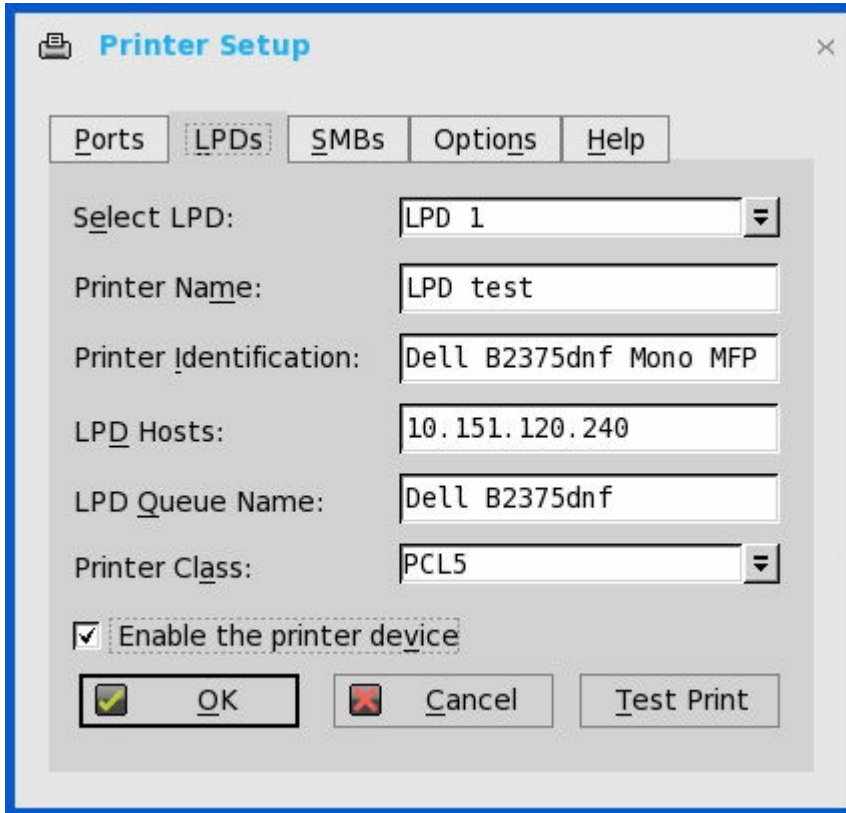 Printer Setup
Ports LPDs SMBs Options Help
Select LPD: LPD 1
Printer Name: LPD test
Printer Identification: Dell B2375dnf Mono MFP
LPD Hosts: 10.151.120.240
LPD Queue Name: Dell B2375dnf
Printer Class: PCL5
Enable the printer device
OK Cancel Test Print